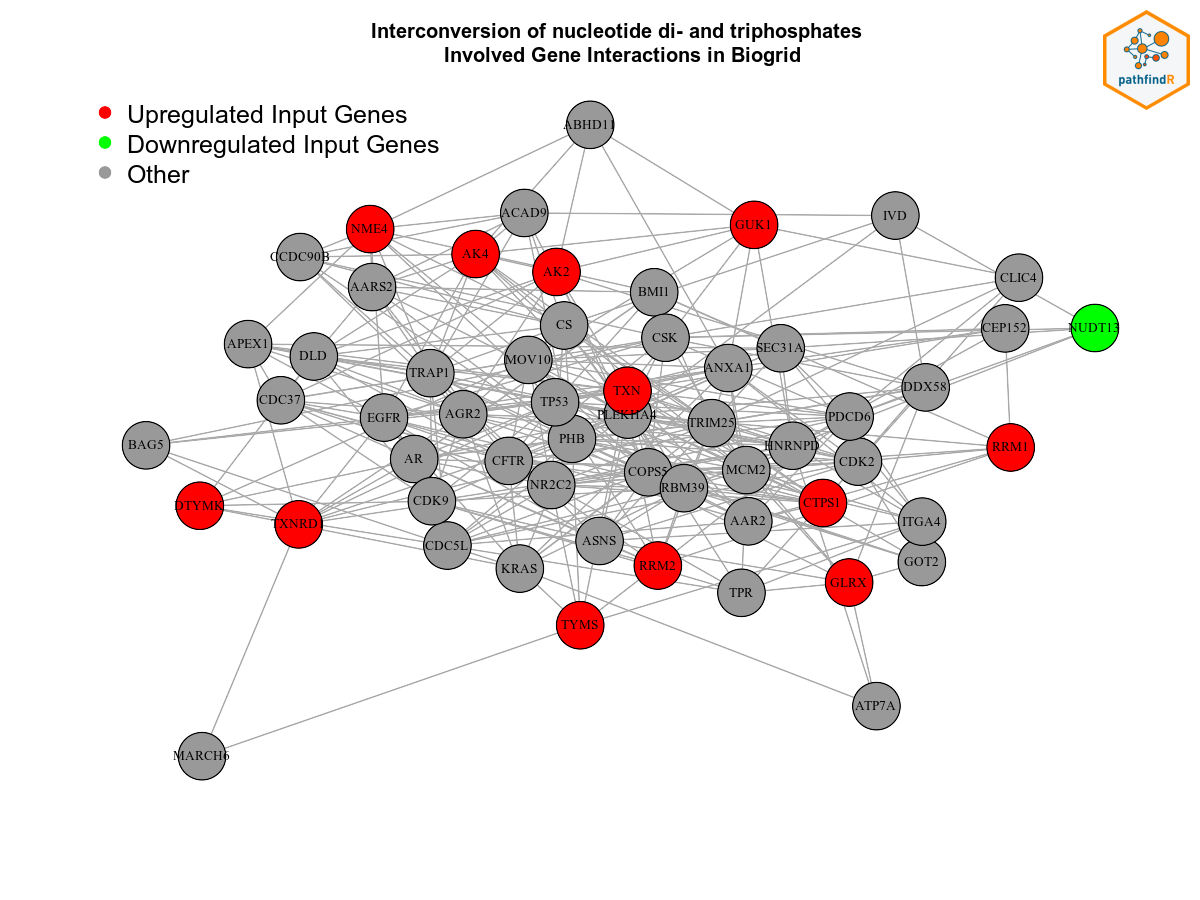 Interconversion of nucleotide di- and triphosphates
Involved Gene Interactions in Biogrid
pathfindR
Upregulated Input Genes
Downregulated Input Genes
Other
ABHD11
ACAD9
IVD
NME4
GUK1
AK4
CCDC90B
AK2
CLIC4
AARS2
BMI1
CS
CEP152
NUDT13
CSK
APEX1
SEC31A
DLD
MOV10
ANXA1
TRAP1
DDX58
TXN
CDC37
TP53
AGR2
PLEKHA4
EGFR
PDCD6
TRIM25
PHB
BAG5
HNRNPD
RRM1
AR
CFTR
CDK2
MCM2
COPS5
NR2C2
RBM39
CDK9
CTPS1
DTYMK
AAR2
ITGA4
TXNRD
ASNS
CDC5L
GOT2
RRM2
KRAS
GLRX
TPR
TYMS
ATP7A
MARCH6